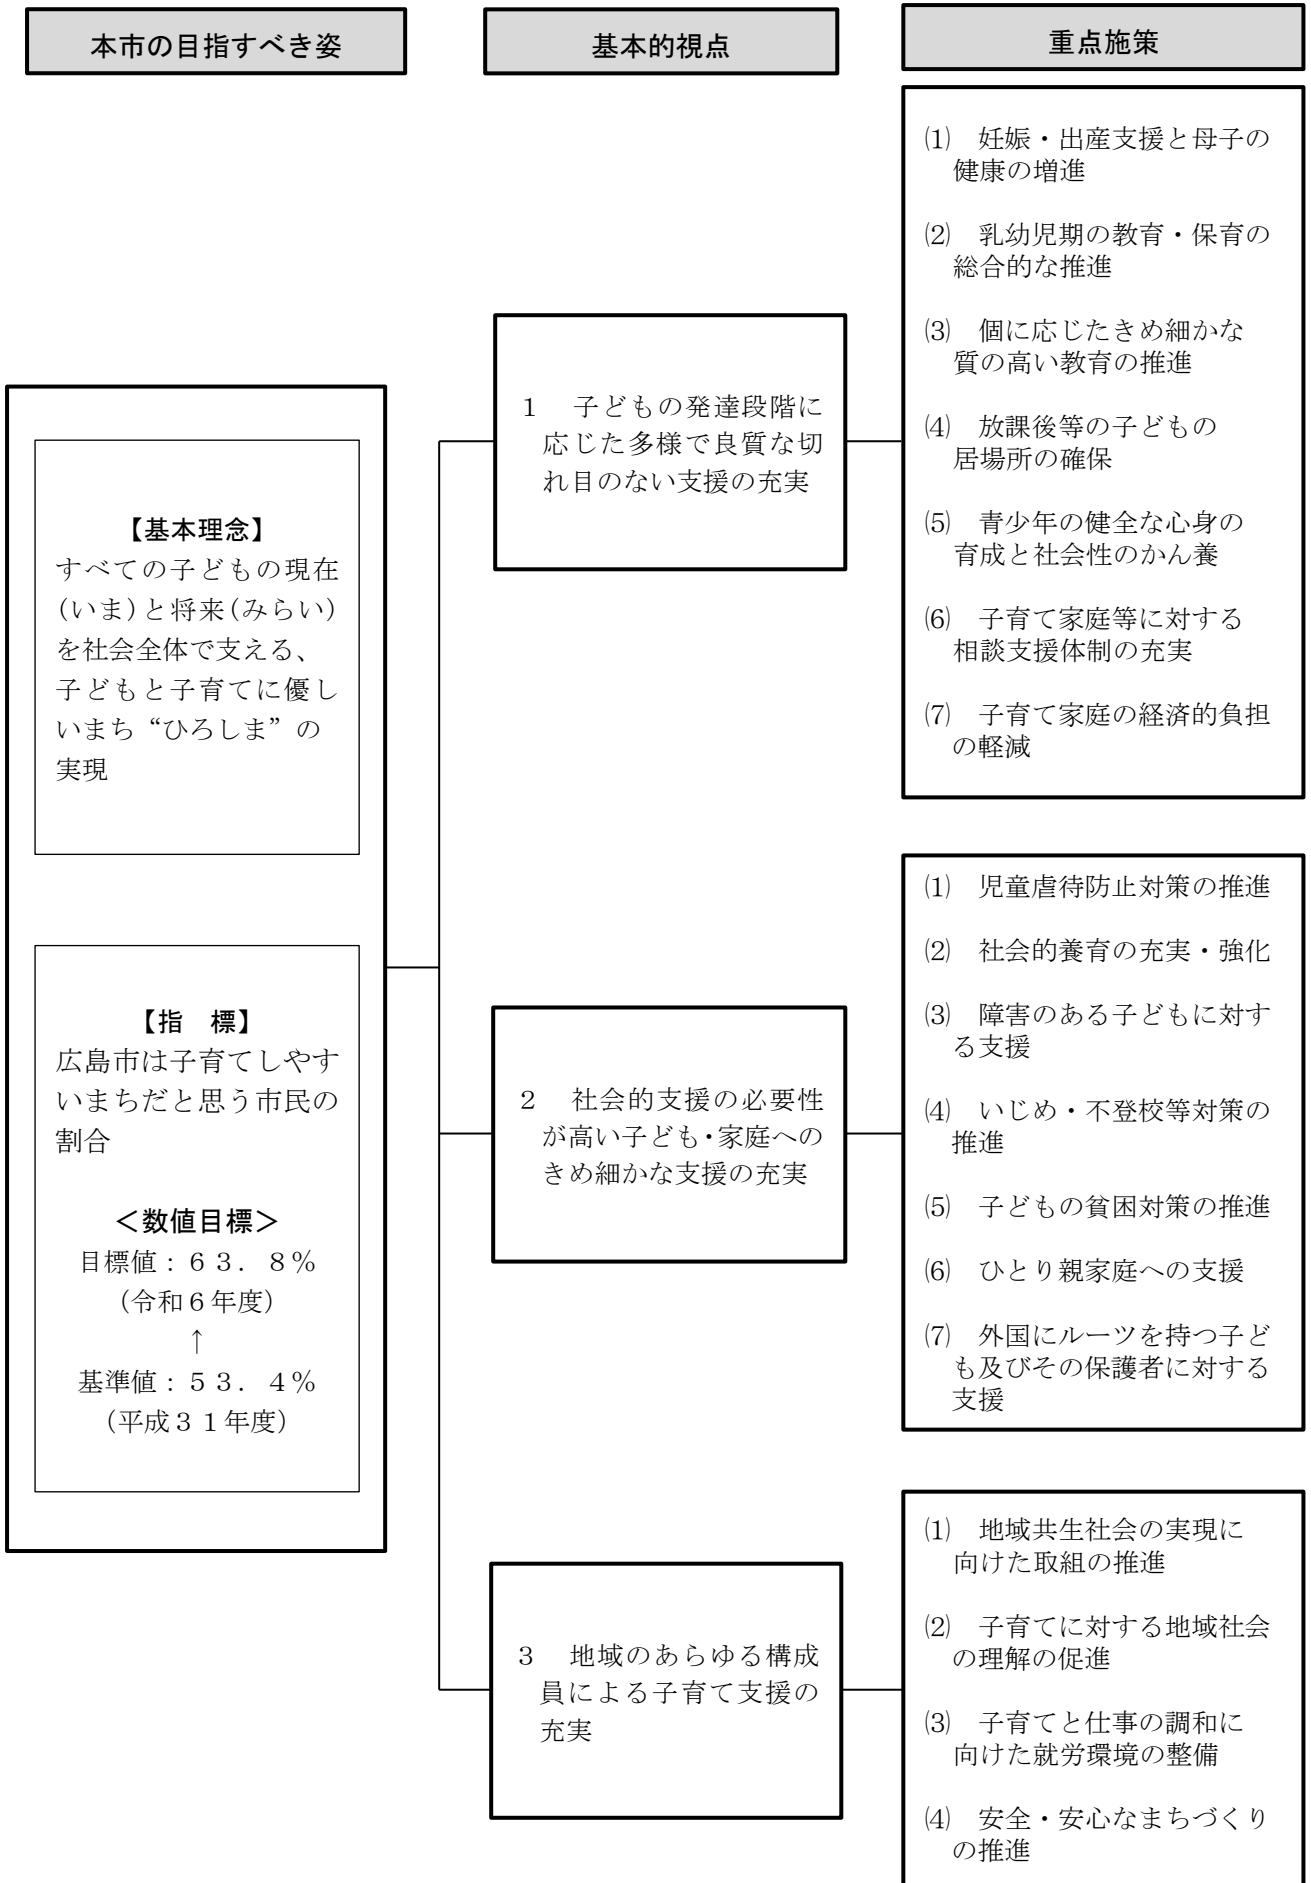 本市の目指すべき姿
基本的視点
重点施策
【基本理念】
すべての子どもの現在
(いま)と将来(みらい)
を社会全体で支える、
子どもと子育てに優し
いまち“ひろしま”の
実現
【指　標】
広島市は子育てしやす
いまちだと思う市民の
割合
＜数値目標＞
目標値：６３．８％
（令和６年度）
↑
基準値：５３．４％
（平成３１年度）
１　子どもの発達段階に
応じた多様で良質な切
れ目のない支援の充実
⑴　妊娠・出産支援と母子の
健康の増進
⑵　乳幼児期の教育・保育の
総合的な推進
⑶　個に応じたきめ細かな
質の高い教育の推進
⑷　放課後等の子どもの
居場所の確保
⑸　青少年の健全な心身の
育成と社会性のかん養
⑹　子育て家庭等に対する
相談支援体制の充実
⑺　子育て家庭の経済的負担
の軽減
２　社会的支援の必要性
が高い子ども・家庭への
きめ細かな支援の充実
⑴　児童虐待防止対策の推進
⑵　社会的養育の充実・強化
⑶　障害のある子どもに対す
る支援
⑷　いじめ・不登校等対策の
推進
⑸　子どもの貧困対策の推進
⑹　ひとり親家庭への支援
⑺　外国にルーツを持つ子ど
も及びその保護者に対する
支援
３　地域のあらゆる構成
員による子育て支援の
充実
⑴　地域共生社会の実現に
向けた取組の推進
⑵　子育てに対する地域社会
の理解の促進
⑶　子育てと仕事の調和に
向けた就労環境の整備
⑷　安全・安心なまちづくり
の推進